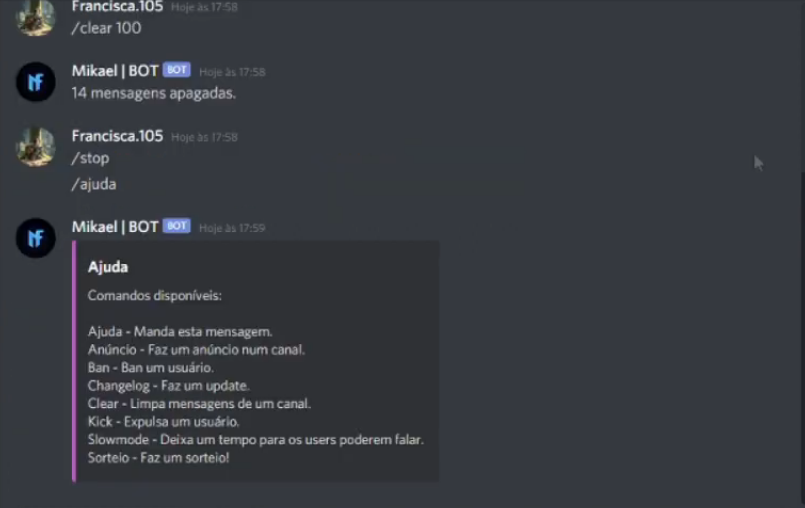 Francisca.105 Hoje às 17:58
/clear 100
Mikael | BOT BOT Hoje às 17:58
14 mensagens apagadas.
Francisca.105 Hoje às 17:58
/stop
/ajuda
Mikael | BOT BOT Hoje às 17:59
Ajuda
Comandos disponíveis:
Ajuda - Manda esta mensagem.
Anúncio - Faz um anúncio num canal.
Ban - Ban um usuário.
Changelog - Faz um update.
Clear - Limpa mensagens de um canal.
Kick - Expulsa um usuário.
Slowmode - Deixa um tempo para os users poderem falar.
Sorteio - Faz um sorteio!